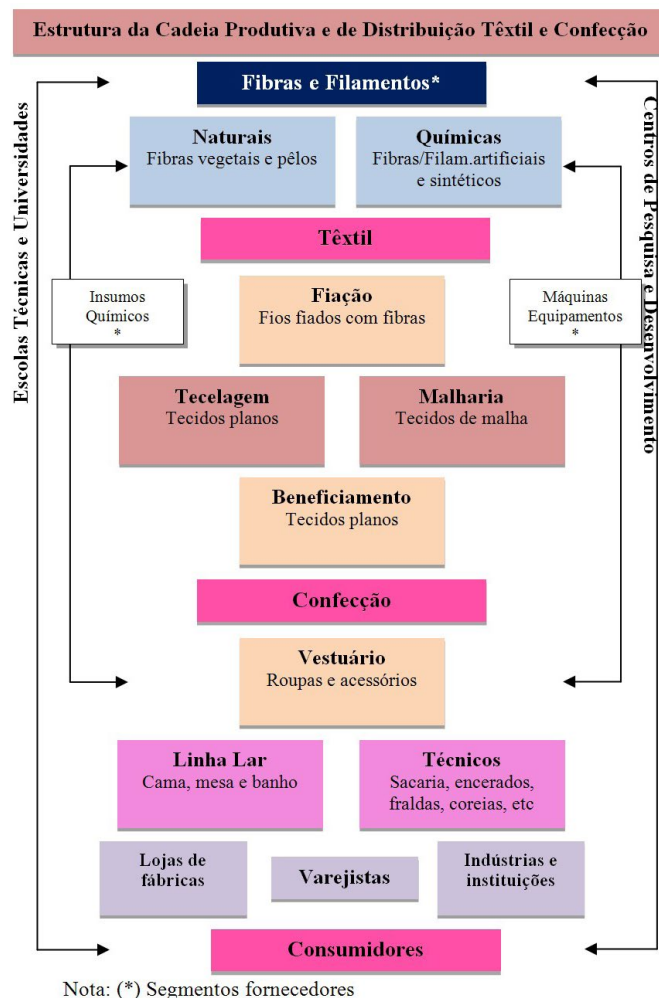 Estrutura da Cadeia Produtiva e de Distribuição Têxtil e Confecção
Fibras e Filamentos*
Escolas Técnicas e Universidades
Centros de Pesquisa e Desenvolvimento
Naturais
Fibras vegetais e pêlos
Químicas
Fibras/Filam.artificiais
e sintéticos
Têxtil
Insumos
Químicos
*
Máquinas
Equipamentos
*
Fiação
Fios fiados com fibras
Tecelagem
Tecidos planos
Malharia
Tecidos de malha
Beneficiamento
Tecidos planos
Confecção
Vestuário
Roupas e acessórios
Linha Lar
Cama, mesa e banho
Técnicos
Sacaria, encerados,
fraldas, coreias, etc
Lojas de
fábricas
Varejistas
Indústrias e
instituições
Consumidores
Nota: (*) Segmentos fornecedores